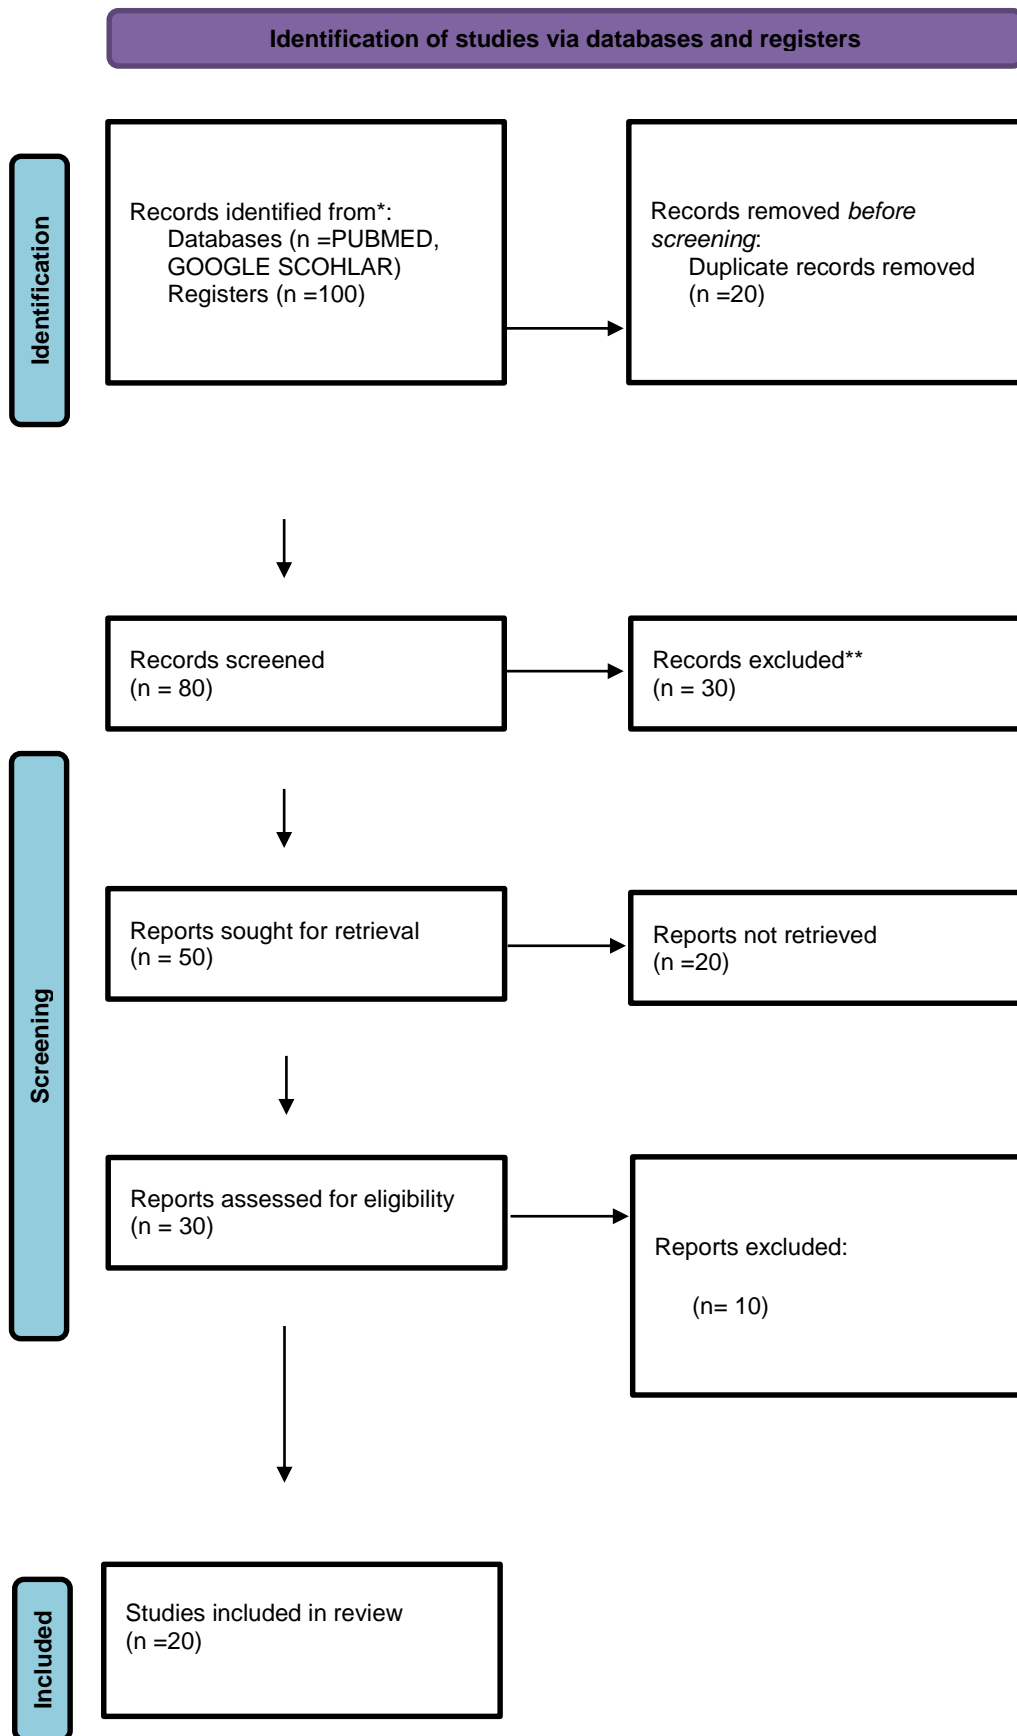 Identification of studies via databases and registers
Identification
Records identified from*:
Databases (n =PUBMED,
GOOGLE SCOHLAR)
Registers (n =100)
Records removed before
screening:
Duplicate records removed
(n =20)
Records screened
(n = 80)
Records excluded**
(n = 30)
Screening
Reports sought for retrieval
(n = 50)
Reports not retrieved
(n =20)
Reports assessed for eligibility
(n = 30)
Reports excluded:
(n= 10)
Included
Studies included in review
(n =20)